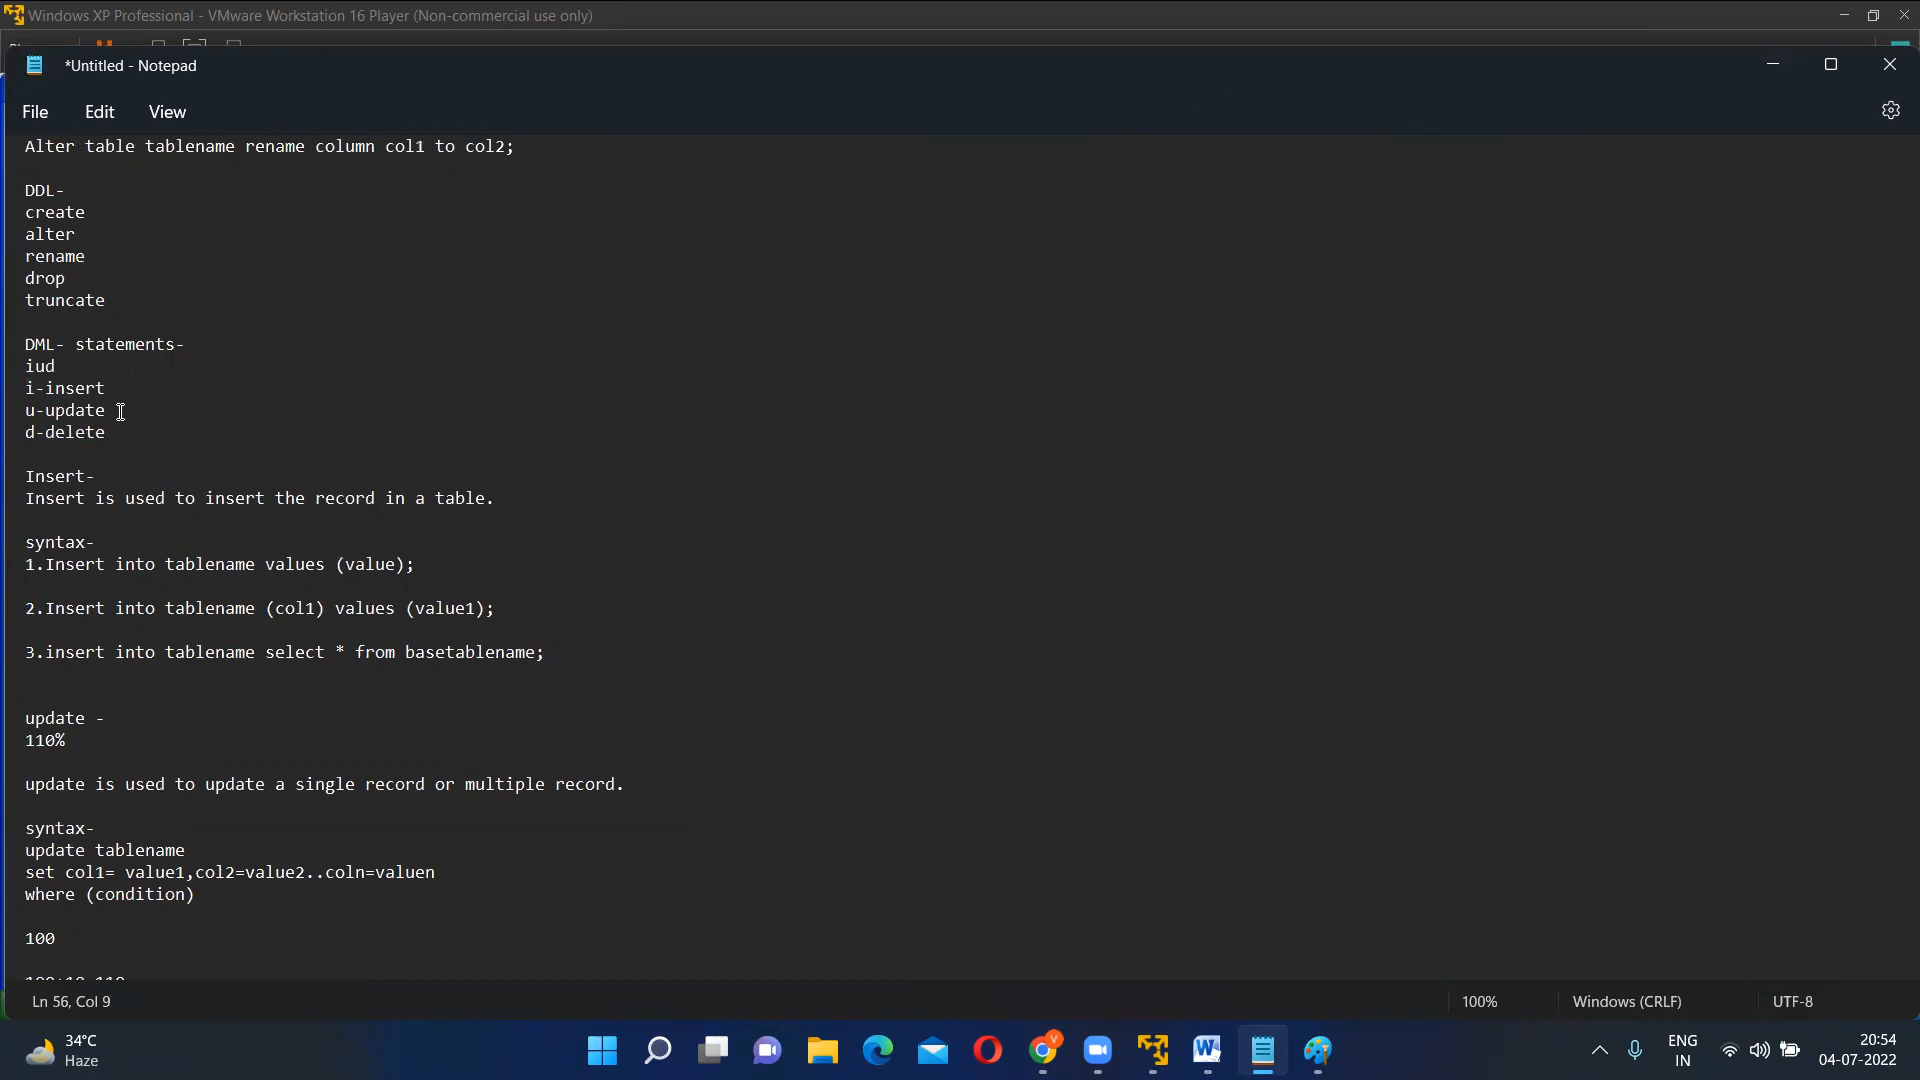 Windows XP Professional - VMware Workstation 16 Player (Non-commercial use only)
*Untitled - Notepad
File Edit View
Alter table tablename rename column col1 to col2;
DDL-
create
alter
rename
drop
truncate
DML- statements-
iud
i-insert
u-update
d-delete
Insert-
Insert is used to insert the record in a table.
syntax-
1.Insert into tablename values (value);
2.Insert into tablename (col1) values (value1);
3.insert into tablename select * from basetablename;
update -
110%
update is used to update a single record or multiple record.
syntax-
update tablename
set col1= value1,col2=value2..coln=valuen
where (condition)
100
Ln 56, Col 9 100% Windows (CRLF) UTF-8
34°C
Haze
ENG
IN
20:54
04-07-2022